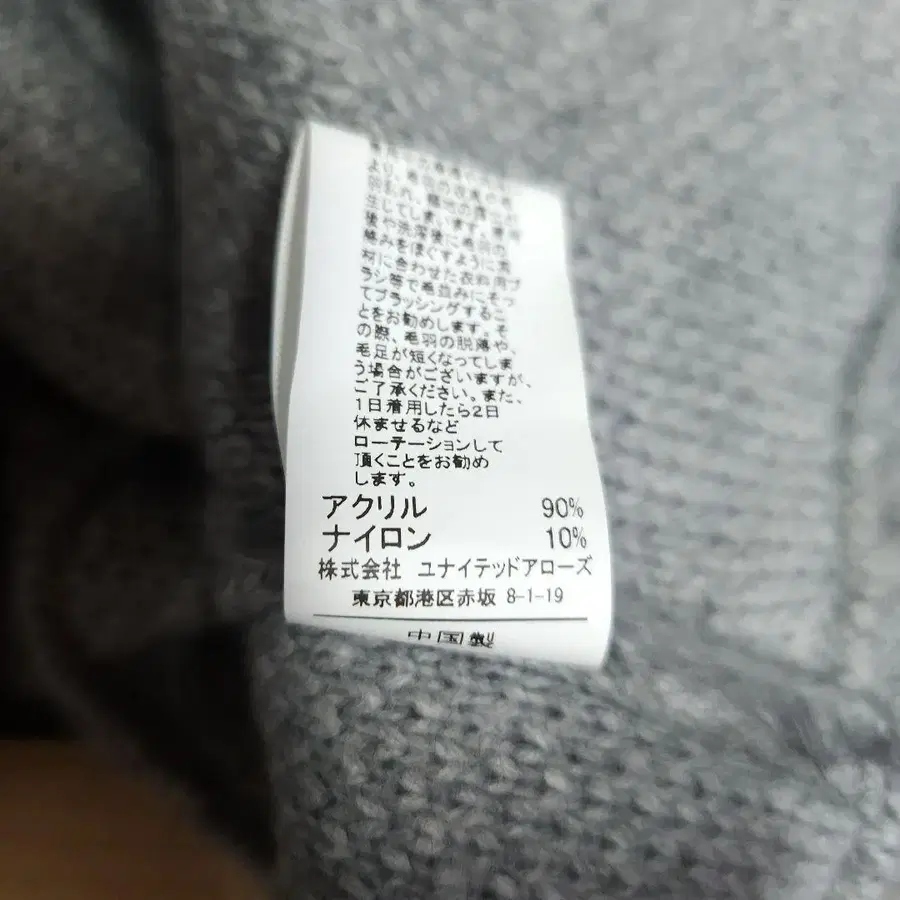 生じてしまいます。着用
後や洗濯後に毛羽の
絡みをほぐすように素
材に合わせた衣料用ブ
ラシ等で毛並みにそっ
てブラッシングするこ
とをお勧めします。そ
の際、毛羽の脱薄や、
毛足が短くなってしま
う場合がございますが、
ご了承ください。また、
1日着用したら2日
休ませるなど
ローテーションして
頂くことをお勧め
します。
アクリル 90%
ナイロン 10%
株式会社 ユナイテッドアローズ
東京都港区赤坂 8-1-19
中国製